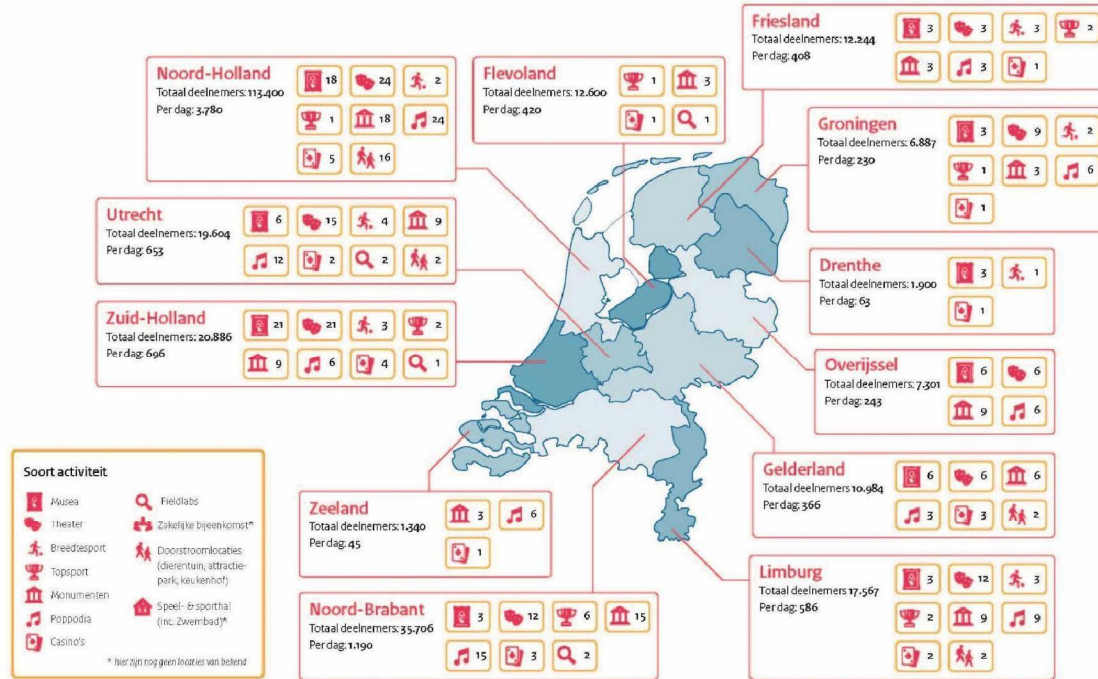 Friesland
Totaal deelnemers: 12.244
Per dag: 408
3
3
3
2
3
3
1
Noord-Holland
Totaal deelnemers: 113.400
Per dag: 3.780
18
24
2
1
18
24
5
16
Flevoland
Totaal deelnemers: 12.600
Per dag: 420
1
3
1
1
Groningen
Totaal deelnemers: 6.887
Per dag: 230
3
9
2
1
3
6
1
Utrecht
Totaal deelnemers: 19.604
Per dag: 653
6
15
4
9
12
2
2
2
Drenthe
Totaal deelnemers: 1.900
Per dag: 63
3
1
1
Zuid-Holland
Totaal deelnemers: 20.886
Per dag: 696
21
21
3
2
9
6
4
1
Overijssel
Totaal deelnemers: 7.301
Per dag: 243
6
6
9
6
Gelderland
Totaal deelnemers 10.984
Per dag: 366
6
6
6
3
3
2
Zeeland
Totaal deelnemers: 1.340
Per dag: 45
3
6
1
Noord-Brabant
Totaal deelnemers: 35.706
Per dag: 1.190
3
12
6
15
15
3
2
Limburg
Totaal deelnemers 17.567
Per dag: 586
3
12
3
2
9
9
2
2
Soort activiteit
Musea
Theater
Breedtesport
Topsport
Monumenten
Poppodia
Casino's
Fieldlabs
Zakelijke bijeenkomst*
Doorstroomlocaties
(dierentuin, attractie-
park, keukenhof)
Speel- & sporthal
(inc. Zwembad)*
* hier zijn nog geen locaties van bekend